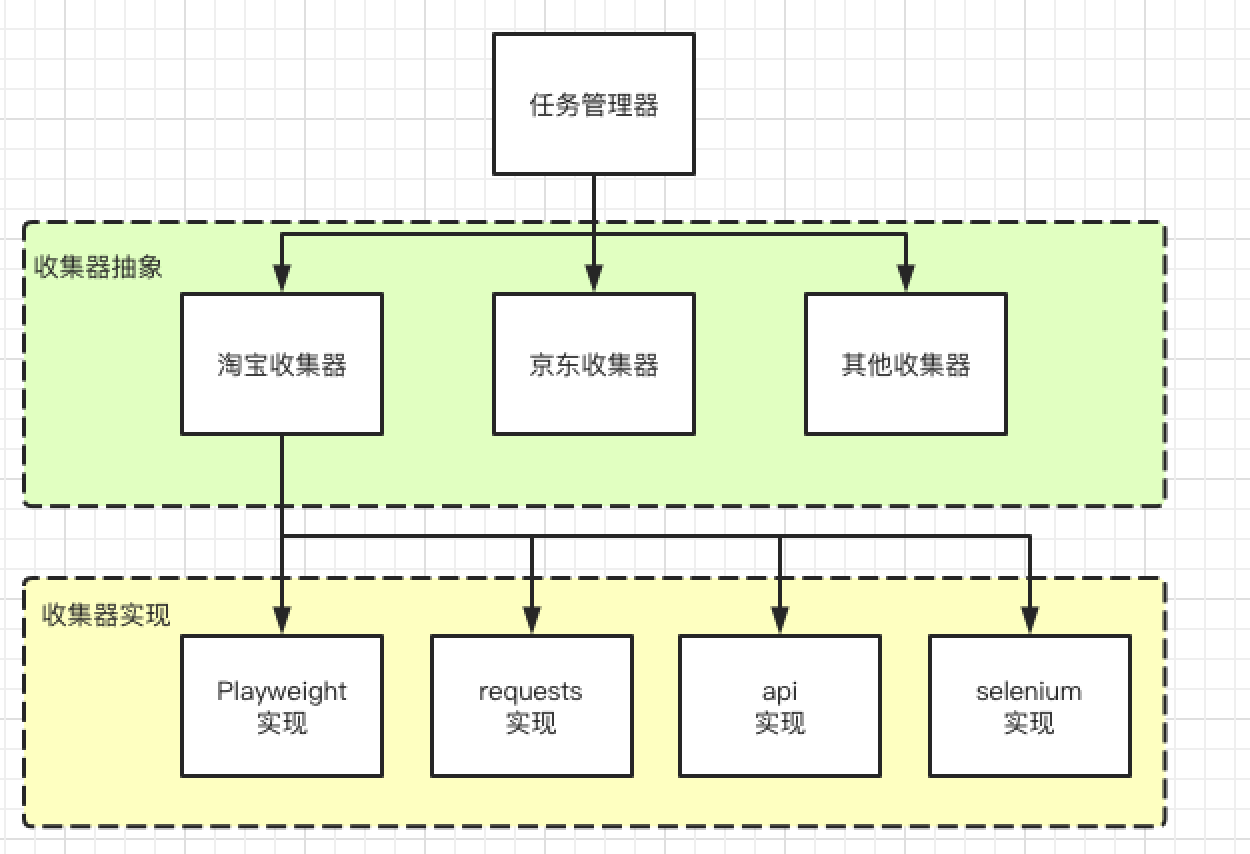 任务管理器
收集器抽象
淘宝收集器
京东收集器
其他收集器
收集器实现
Playweight
实现
requests
实现
api
实现
selenium
实现